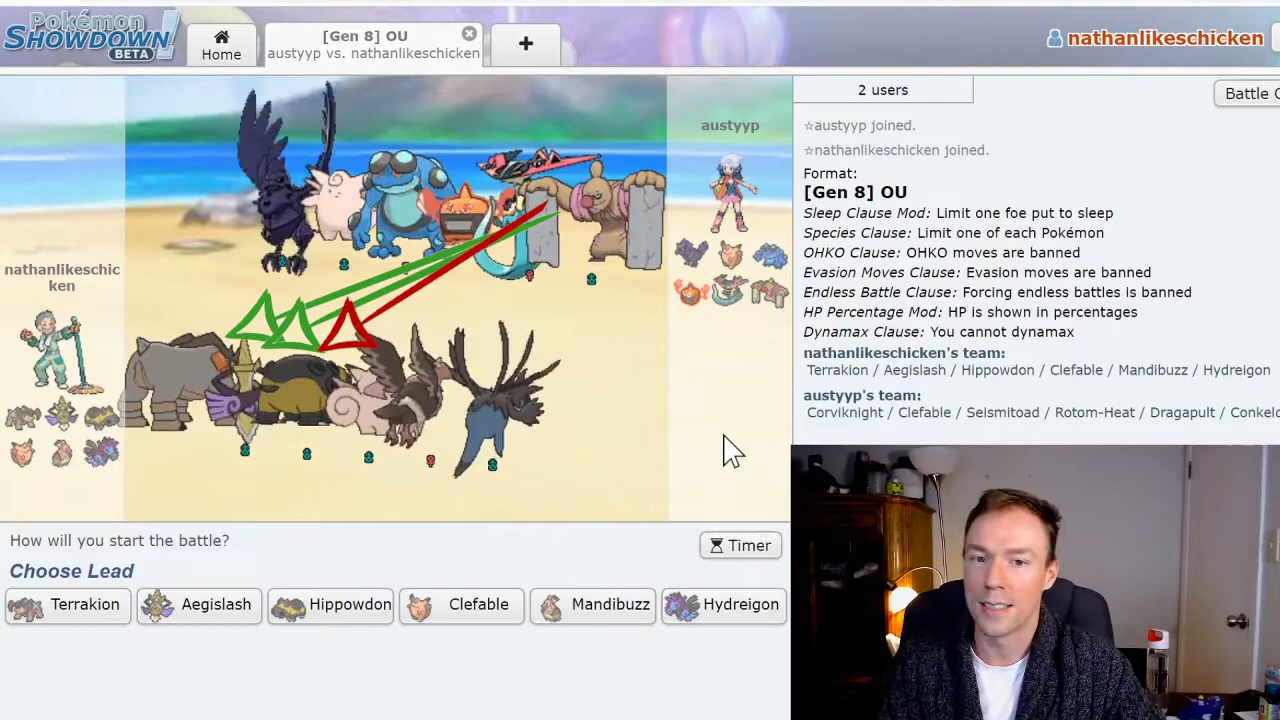 Pokémon
SHOWDOWN!
BETA
Home
[Gen 8] OU
austyyp vs. nathanlikeschicken
nathanlikeschicken
nathanlikeschic
ken
austyyp
2 users
Battle
☆austyyp joined.
☆nathanlikeschicken joined.
Format:
[Gen 8] OU
Sleep Clause Mod: Limit one foe put to sleep
Species Clause: Limit one of each Pokémon
OHKO Clause: OHKO moves are banned
Evasion Moves Clause: Evasion moves are banned
Endless Battle Clause: Forcing endless battles is banned
HP Percentage Mod: HP is shown in percentages
Dynamax Clause: You cannot dynamax
nathanlikeschicken's team:
Terrakion / Aegislash / Hippowdon / Clefable / Mandibuzz / Hydreigon
austyyp's team:
Corviknight / Clefable / Seismitoad / Rotom-Heat / Dragapult / Conkeld
How will you start the battle?
Timer
Choose Lead
Terrakion
Aegislash
Hippowdon
Clefable
Mandibuzz
Hydreigon